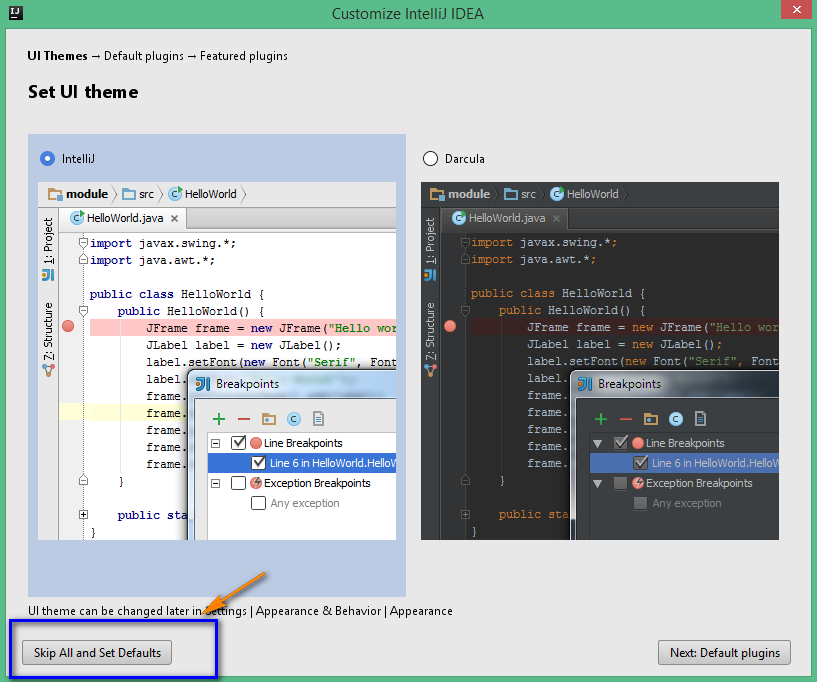 IJ
Customize IntelliJ IDEA
UI Themes → Default plugins → Featured plugins
Set UI theme
IntelliJ
module
src
HelloWorld
HelloWorld.java
1: Project
Z: Structure
import javax.swing.*;
import java.awt.*;
public class HelloWorld {
public HelloWorld() {
JFrame frame = new JFrame("Hello wor
JLabel label = new JLabel();
label.setFont(new Font("Serif", Font
label.
frame.
frame.
frame.
frame.
frame.
}
public sta
}
Breakpoints
Line Breakpoints
Line 6 in HelloWorld.HelloW
Exception Breakpoints
Any exception
Darcula
module
src
HelloWorld
HelloWorld.java
1: Project
Z: Structure
import javax.swing.*;
import java.awt.*;
public class HelloWorld {
public HelloWorld() {
JFrame frame = new JFrame("Hello wor
JLabel label = new JLabel();
label.setFont(new Font("Serif", Font
label.
frame.
frame.
frame.
frame.
frame.
}
public sta
}
Breakpoints
Line Breakpoints
Line 6 in HelloWorld.HelloW
Exception Breakpoints
Any exception
UI theme can be changed later in Settings | Appearance & Behavior | Appearance
Skip All and Set Defaults
Next: Default plugins